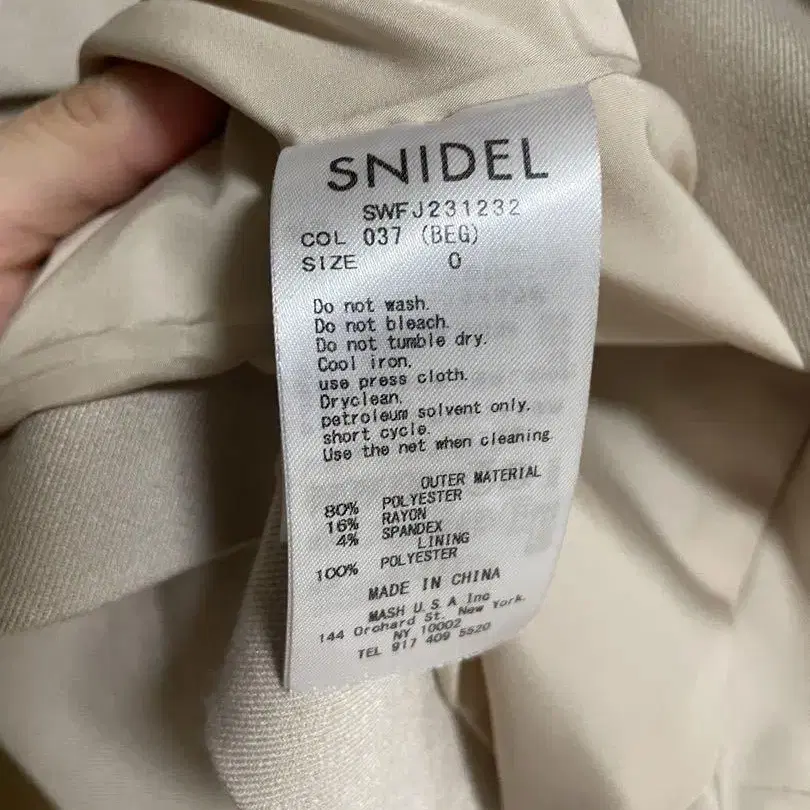 SNIDEL
SWFJ231232
COL 037 (BEG)
SIZE 0
Do not wash.
Do not bleach.
Do not tumble dry.
Cool iron,
use press cloth.
Dryclean,
petroleum solvent only.
short cycle.
Use the net when cleaning
OUTER MATERIAL
80% POLYESTER
16% RAYON
4% SPANDEX
LINING
100% POLYESTER
MADE IN CHINA
MASH U.S.A Inc
144 Orchard St. New York.
NY 10002
TEL 917 409 5520